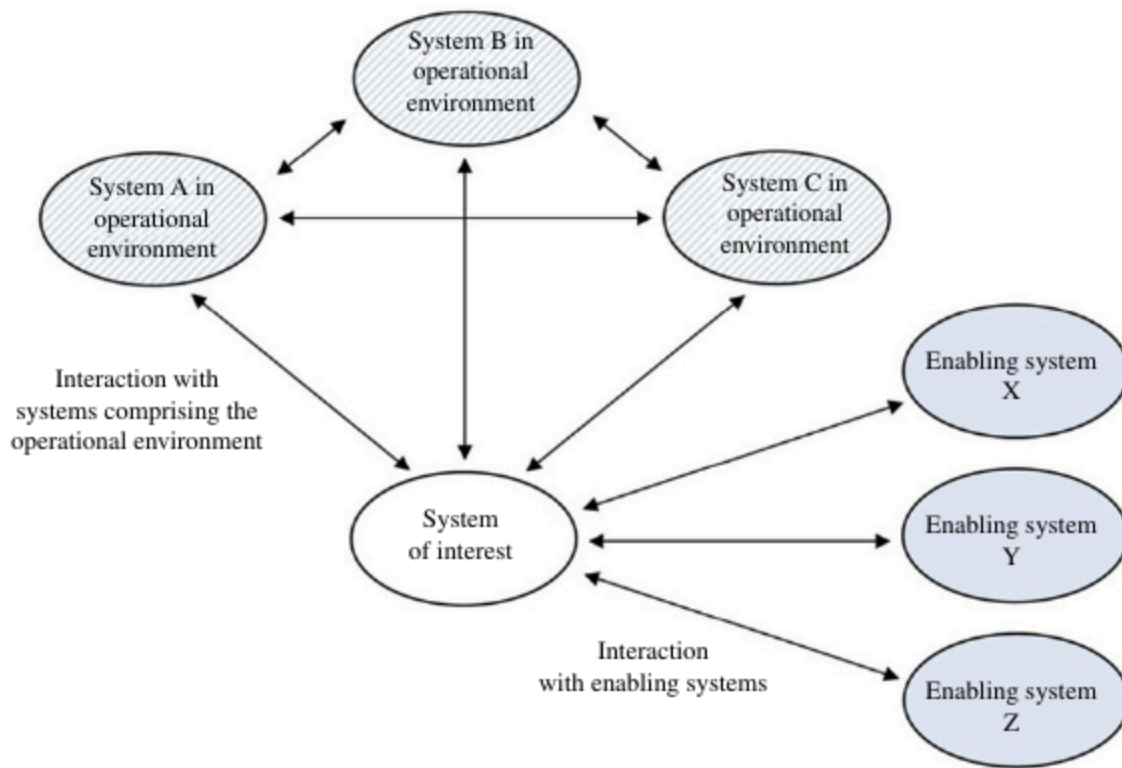 System B in
operational
environment
System A in
operational
environment
System C in
operational
environment
Interaction with
systems comprising the
operational environment
Enabling system
X
System
of interest
Enabling system
Y
Interaction
with enabling systems
Enabling system
Z